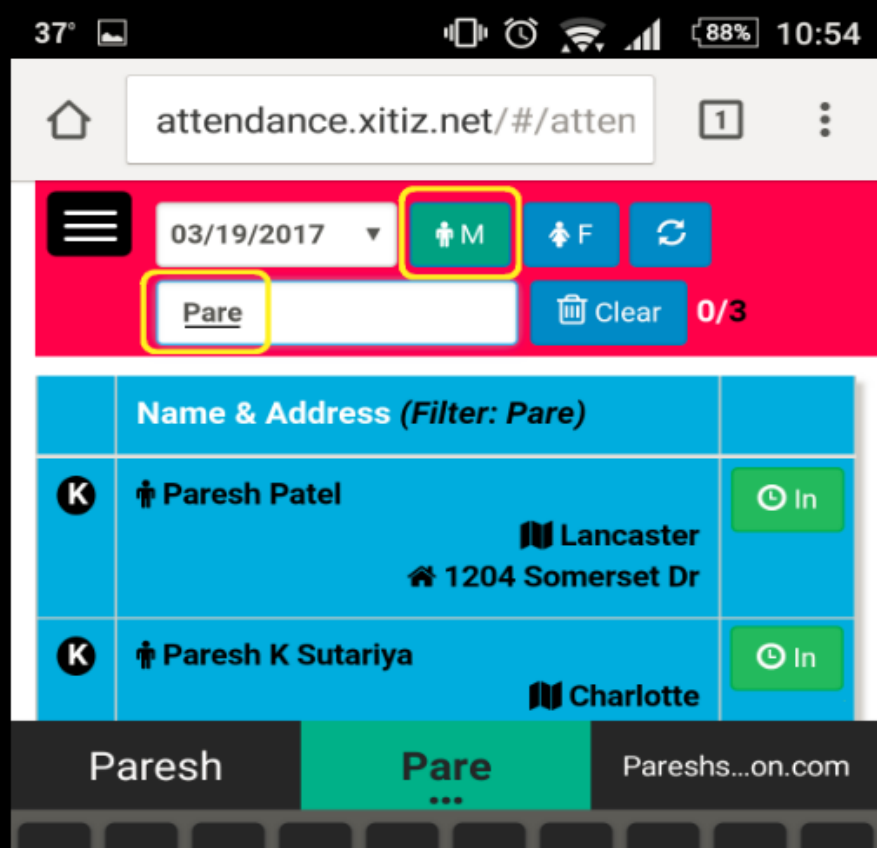 37° 88% 10:54
attendance.xitiz.net/#/atten 1
03/19/2017 M F
Pare Clear 0/3
Name & Address (Filter: Pare)
K Paresh Patel In
Lancaster
1204 Somerset Dr
K Paresh K Sutariya In
Charlotte
Paresh Pare Pareshs...on.com